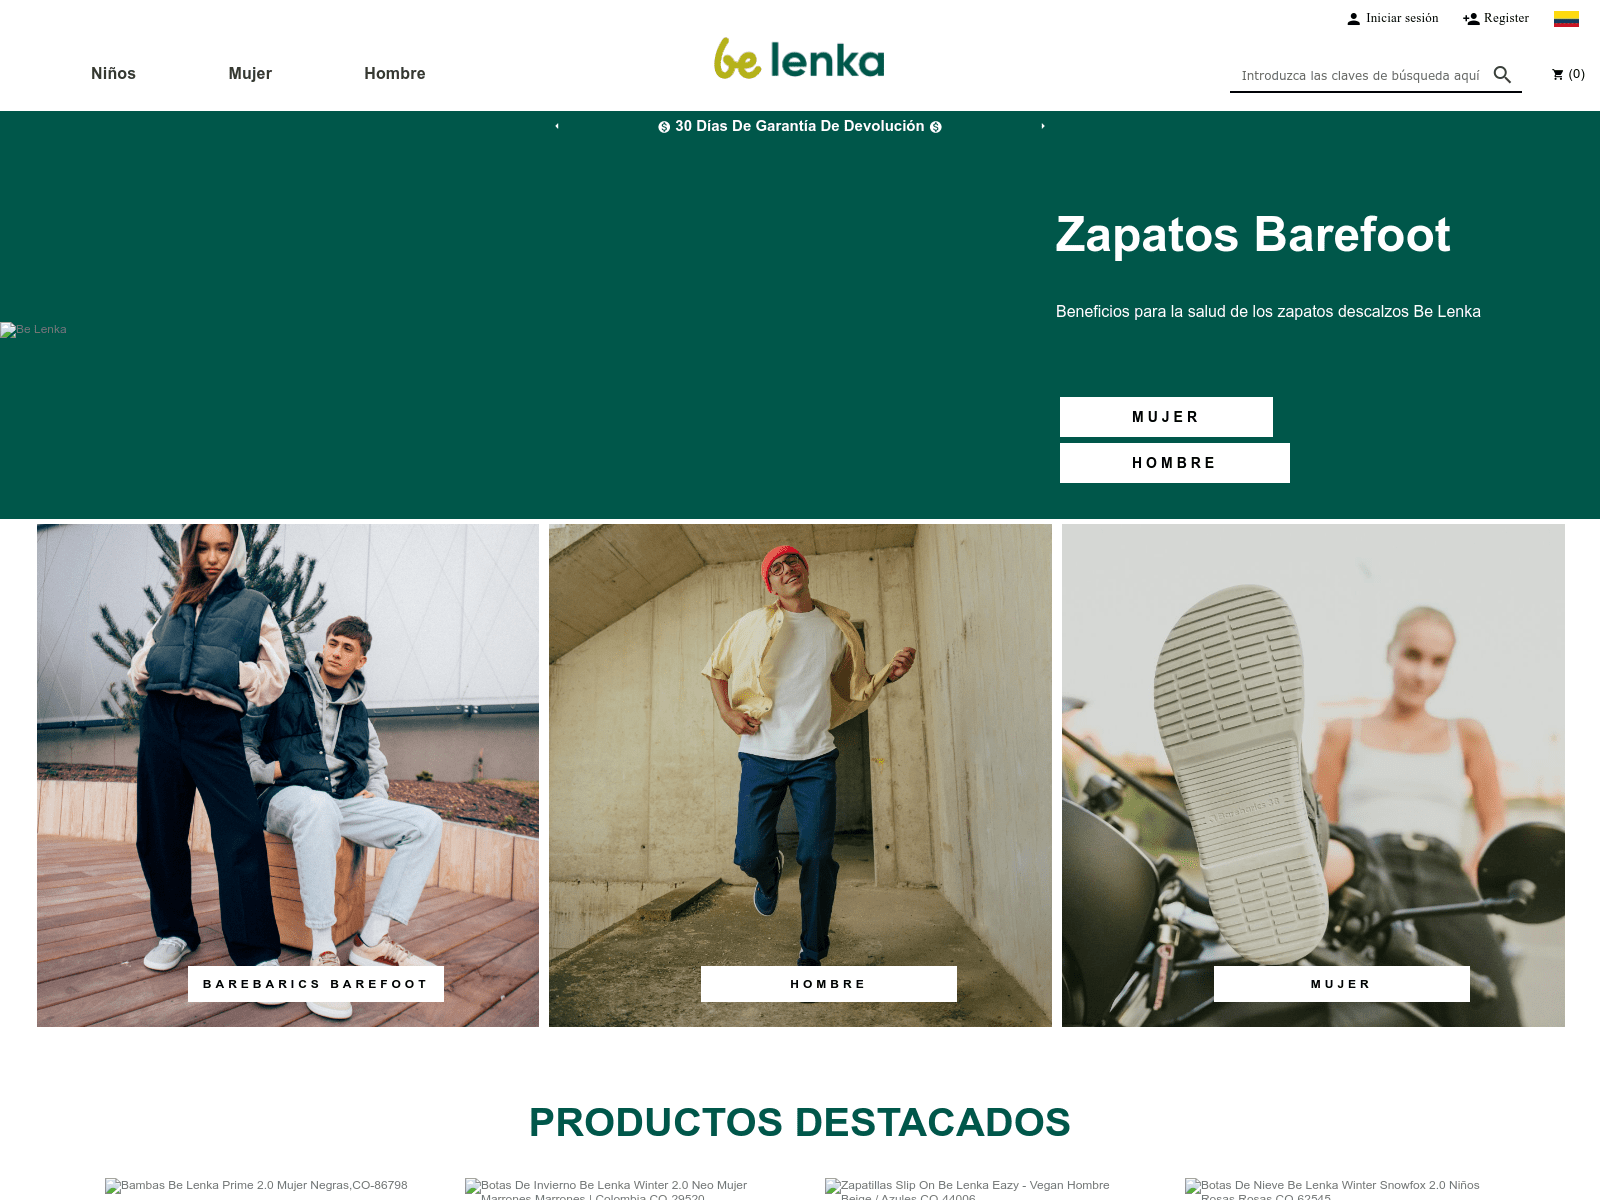 Iniciar sesión
Register
Niños
Mujer
Hombre
be lenka
Introduzca las claves de búsqueda aquí
(0)
30 Días De Garantía De Devolución
Zapatos Barefoot
Beneficios para la salud de los zapatos descalzos Be Lenka
Be Lenka
MUJER
HOMBRE
BAREBARICS BAREFOOT
HOMBRE
MUJER
PRODUCTOS DESTACADOS
Bambas Be Lenka Prime 2.0 Mujer Negras,CO-86798
Botas De Invierno Be Lenka Winter 2.0 Neo Mujer
Marrones Marrones | Colombia CO-29520
Zapatillas Slip On Be Lenka Eazy - Vegan Hombre
Beige / Azules CO-44006
Botas De Nieve Be Lenka Winter Snowfox 2.0 Niños
Rosas Rosas CO-62545